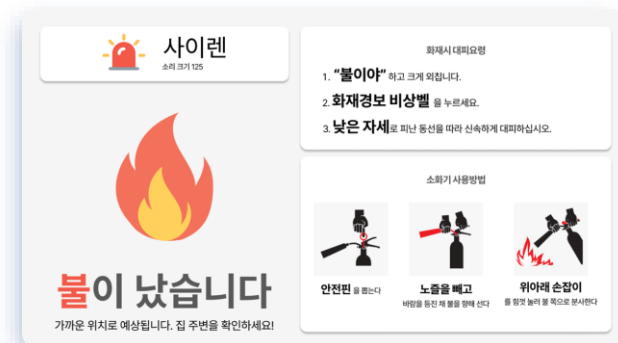 사이렌
소리 크기 125
불이 났습니다
가까운 위치로 예상됩니다. 집 주변을 확인하세요!
화재시 대피요령
1. “불이야” 하고 크게 외칩니다.
2. 화재경보 비상벨 을 누르세요.
3. 낮은 자세로 피난 동선을 따라 신속하게 대피하십시오.
소화기 사용방법
안전핀 을 뽑는다
노즐을 빼고
바람을 등진 채 불을 향해 선다
위아래 손잡이
를 힘껏 눌러 불 쪽으로 분사한다